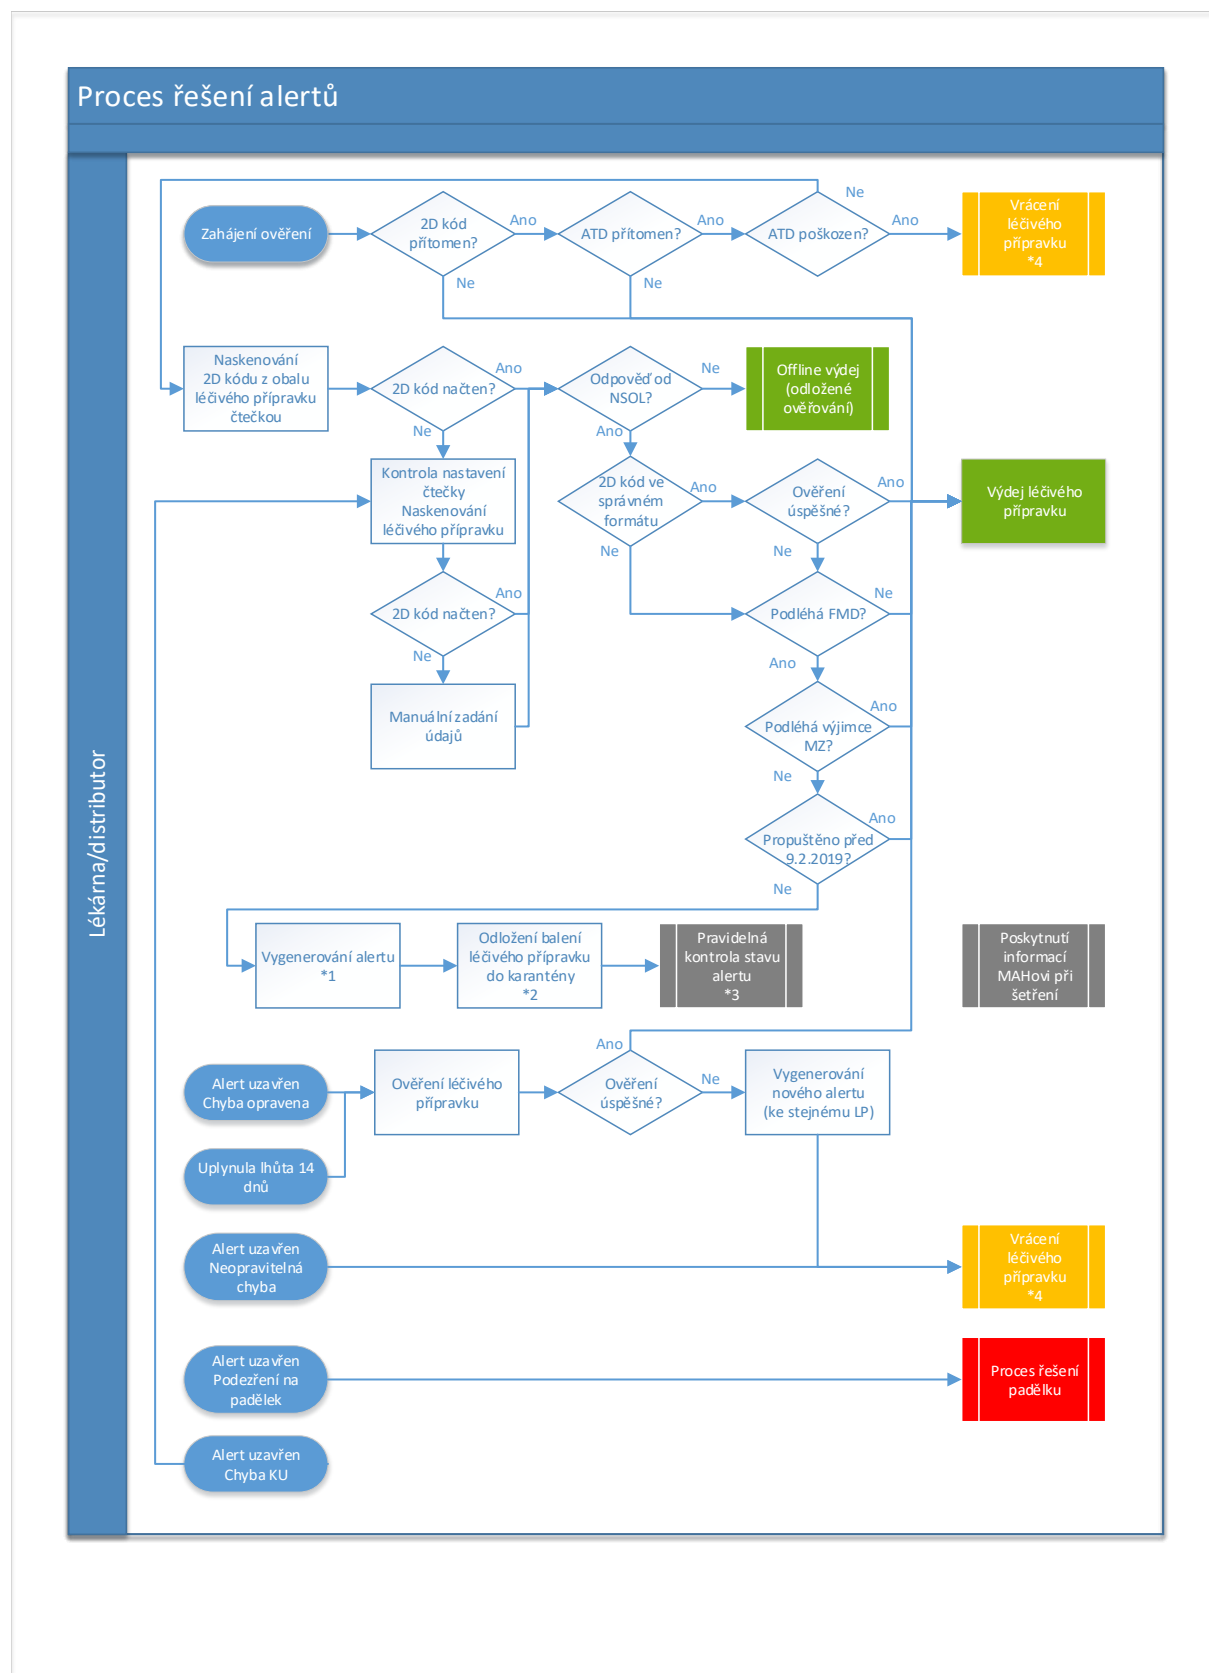 Proces řešení alertů
Lékárna/distributor
Zahájení ověření
2D kód
přítomen?
Ano
Ne
ATD přítomen?
Ano
Ne
ATD poškozen?
Ne
Ano
Vrácení
léčivého
přípravku
*4
Naskenování
2D kódu z obalu
léčivého přípravku
čtečkou
2D kód načten?
Ano
Ne
Odpověď od
NSOL?
Ne
Ano
Offline výdej
(odložené
ověřování)
Kontrola nastavení
čtečky
Naskenování
léčivého přípravku
2D kód ve
správném
formátu
Ano
Ne
Ověření
úspěšné?
Ano
Ne
Výdej léčivého
přípravku
2D kód načten?
Ano
Ne
Podléhá FMD?
Ne
Ano
Manuální zadání
údajů
Podléhá výjimce
MZ?
Ano
Ne
Propuštěno před
9.2.2019?
Ano
Ne
Vygenerování alertu
*1
Odložení balení
léčivého přípravku
do karantény
*2
Pravidelná
kontrola stavu
alertu
*3
Poskytnutí
informací
MAHovi při
šetření
Alert uzavřen
Chyba opravena
Ověření léčivého
přípravku
Ano
Ověření
úspěšné?
Ne
Vygenerování
nového alertu
(ke stejnému LP)
Uplynula lhůta 14
dnů
Alert uzavřen
Neopravitelná
chyba
Vrácení
léčivého
přípravku
*4
Alert uzavřen
Podezření na
padělek
Proces řešení
padělku
Alert uzavřen
Chyba KU